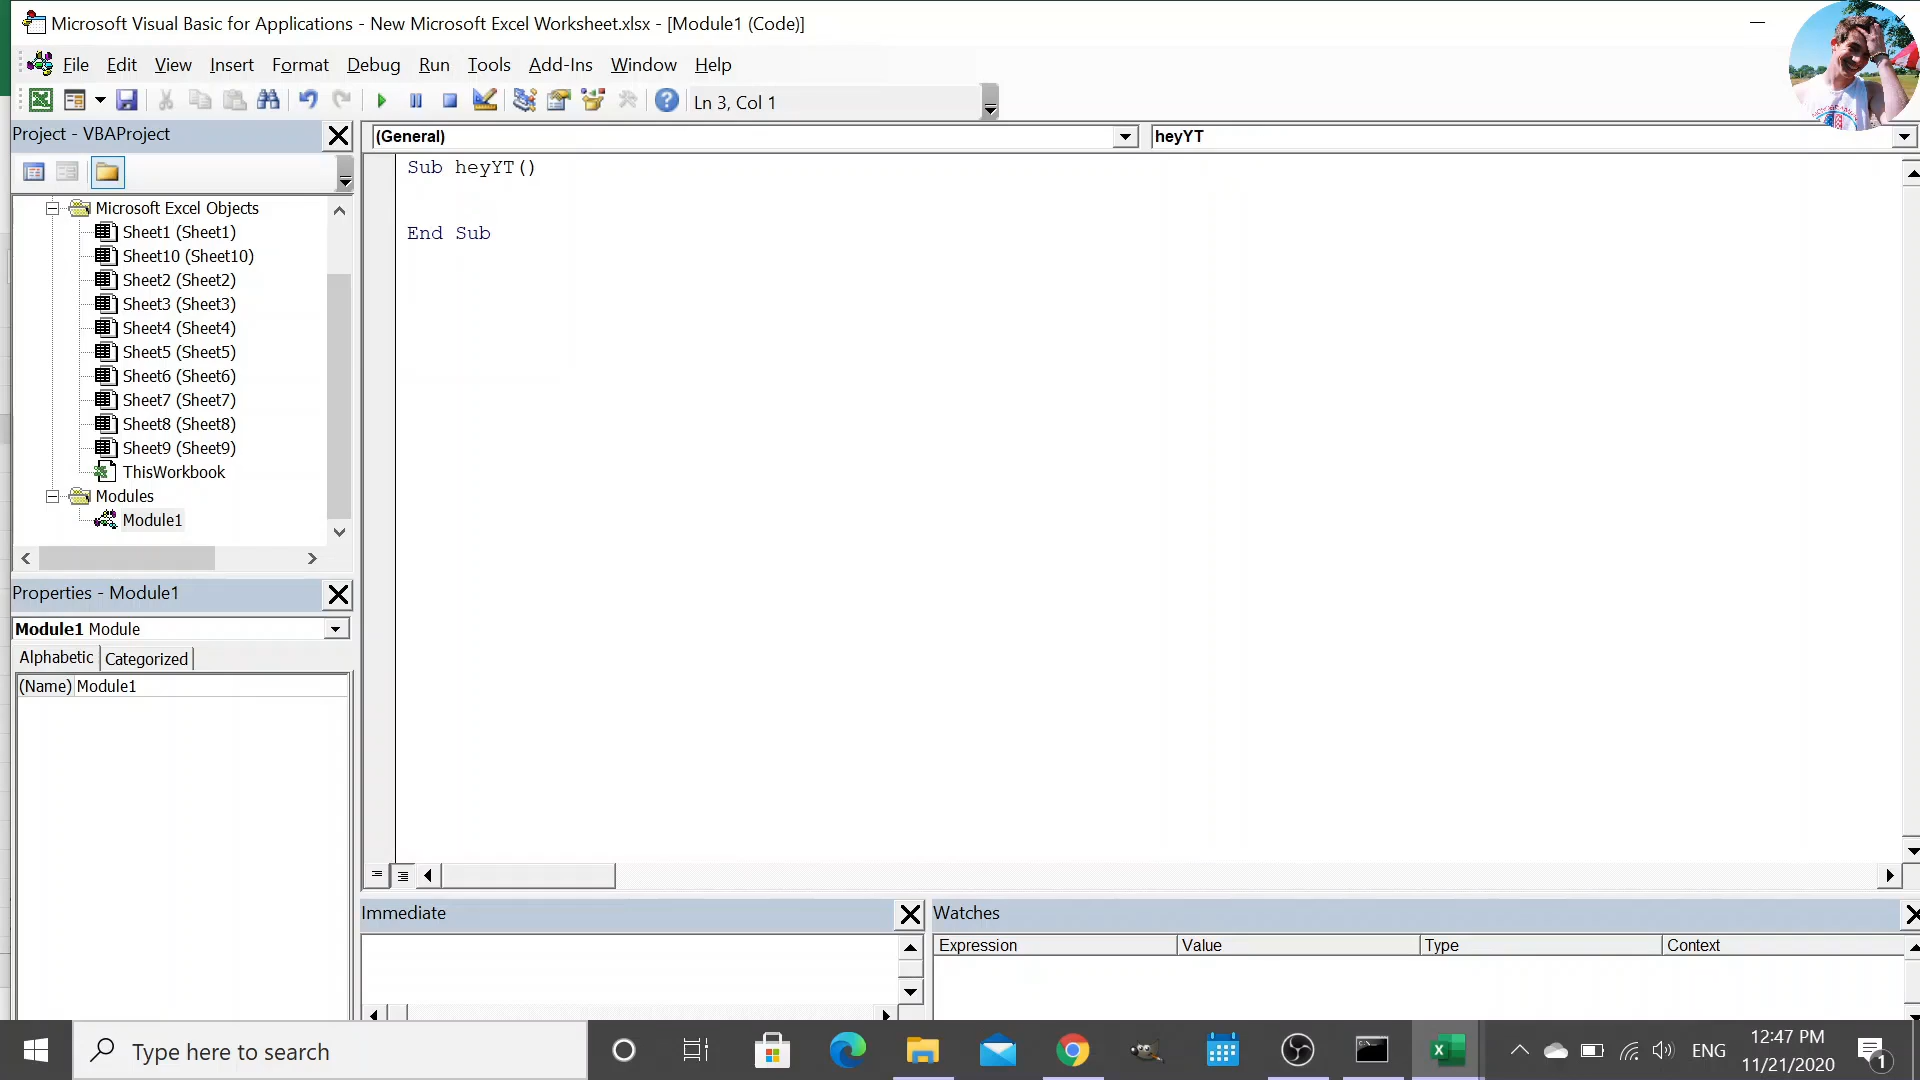 Microsoft Visual Basic for Applications - New Microsoft Excel Worksheet.xlsx - [Module1 (Code)]
File Edit View Insert Format Debug Run Tools Add-Ins Window Help
Ln 3, Col 1
Project - VBAProject
(General)
heyYT
Sub heyYT()
End Sub
Microsoft Excel Objects
Sheet1 (Sheet1)
Sheet10 (Sheet10)
Sheet2 (Sheet2)
Sheet3 (Sheet3)
Sheet4 (Sheet4)
Sheet5 (Sheet5)
Sheet6 (Sheet6)
Sheet7 (Sheet7)
Sheet8 (Sheet8)
Sheet9 (Sheet9)
ThisWorkbook
Modules
Module1
Properties - Module1
Module1 Module
Alphabetic Categorized
(Name) Module1
Immediate
Watches
Expression Value Type Context
Type here to search
ENG
12:47 PM
11/21/2020
1